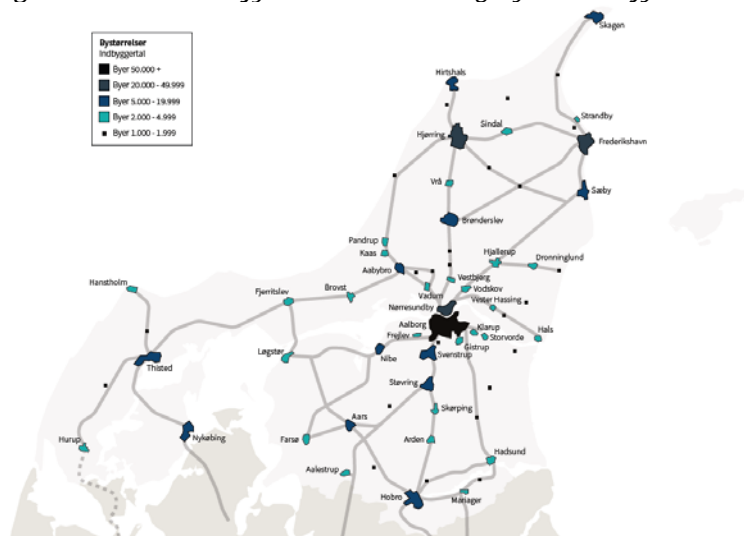 Bystørrelser
Indbyggertal
Byer 50.000 +
Byer 20.000 - 49.999
Byer 5.000 - 19.999
Byer 2.000 - 4.999
Byer 1.000 - 1.999
Skagen
Hirtshals
Strandby
Sindal
Hjørring
Frederikshavn
Vrå
Sæby
Brønderslev
Pandrup
Kaas
Hjallerup
Dronninglund
Aabybro
Vestbjerg
Hanstholm
Fjerritslev
Brovst
Vadum
Vodskov
Vester Hassing
Nørresundby
Aalborg
Klarup
Hals
Frejlev
Storvorde
Gistrup
Løgstør
Nibe
Svenstrup
Thisted
Støvring
Skørping
Aars
Hurup
Nykøbing
Farsø
Arden
Aalestrup
Hadsund
Hobro
Mariager